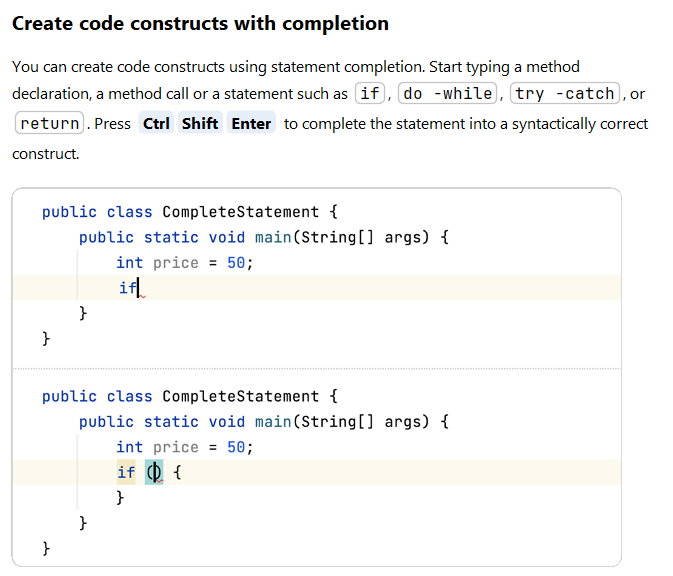 Create code constructs with completion
You can create code constructs using statement completion. Start typing a method
declaration, a method call or a statement such as if , do -while , try -catch , or
return . Press Ctrl Shift Enter to complete the statement into a syntactically correct
construct.
public class CompleteStatement {
    public static void main(String[] args) {
        int price = 50;
        if
    }
}
public class CompleteStatement {
    public static void main(String[] args) {
        int price = 50;
        if () {
        }
    }
}